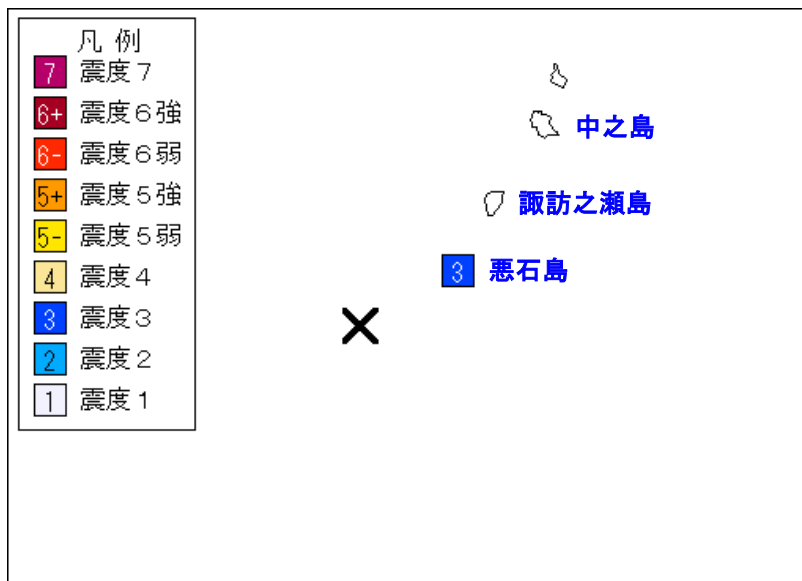 凡 例
7 震度７
6+ 震度６強
6- 震度６弱
5+ 震度５強
5- 震度５弱
4 震度４
3 震度３
2 震度２
1 震度１
中之島
諏訪之瀬島
3 悪石島